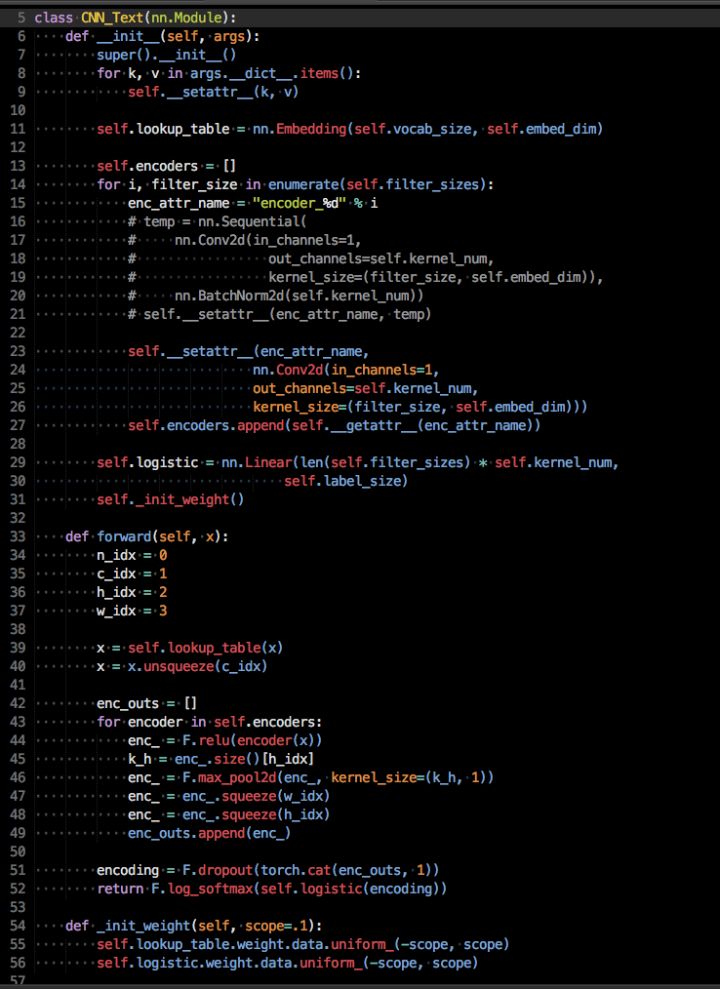 5 class CNN_Text(nn.Module):
6     def __init__(self, args):
7         super().__init__()
8         for k, v in args.__dict__.items():
9             self.__setattr__(k, v)
10
11         self.lookup_table = nn.Embedding(self.vocab_size, self.embed_dim)
12
13         self.encoders = []
14         for i, filter_size in enumerate(self.filter_sizes):
15             enc_attr_name = "encoder_%d" % i
16             # temp = nn.Sequential(
17             #     nn.Conv2d(in_channels=1,
18             #                 out_channels=self.kernel_num,
19             #                 kernel_size=(filter_size, self.embed_dim)),
20             #     nn.BatchNorm2d(self.kernel_num))
21             # self.__setattr__(enc_attr_name, temp)
22
23             self.__setattr__(enc_attr_name,
24                             nn.Conv2d(in_channels=1,
25                             out_channels=self.kernel_num,
26                             kernel_size=(filter_size, self.embed_dim)))
27             self.encoders.append(self.__getattr__(enc_attr_name))
28
29         self.logistic = nn.Linear(len(self.filter_sizes) * self.kernel_num,
30                                 self.label_size)
31         self._init_weight()
32
33     def forward(self, x):
34         n_idx = 0
35         c_idx = 1
36         h_idx = 2
37         w_idx = 3
38
39         x = self.lookup_table(x)
40         x = x.unsqueeze(c_idx)
41
42         enc_outs = []
43         for encoder in self.encoders:
44             enc_ = F.relu(encoder(x))
45             k_h = enc_.size()[h_idx]
46             enc_ = F.max_pool2d(enc_, kernel_size=(k_h, 1))
47             enc_ = enc_.squeeze(w_idx)
48             enc_ = enc_.squeeze(h_idx)
49             enc_outs.append(enc_)
50
51         encoding = F.dropout(torch.cat(enc_outs, 1))
52         return F.log_softmax(self.logistic(encoding))
53
54     def _init_weight(self, scope=.1):
55         self.lookup_table.weight.data.uniform_(-scope, scope)
56         self.logistic.weight.data.uniform_(-scope, scope)
57